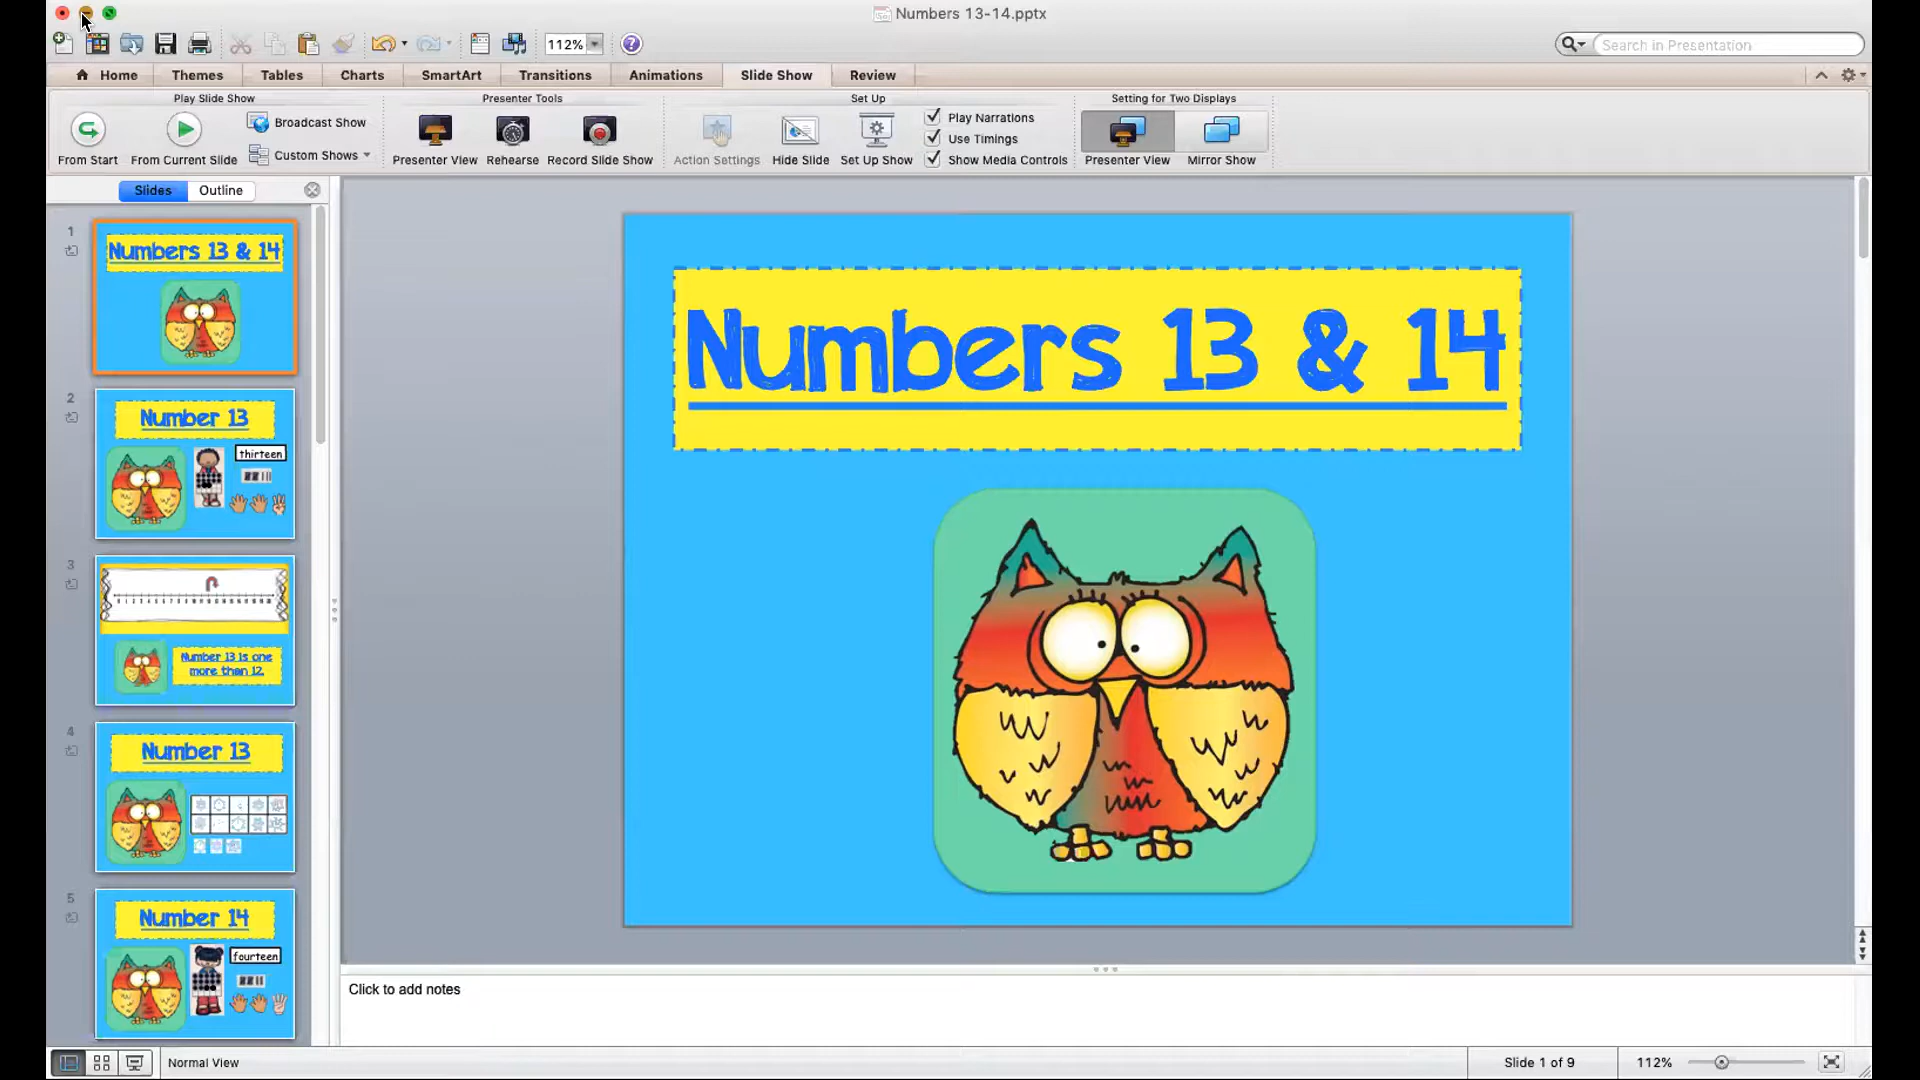 Numbers 13-14.pptx
112%
Search in Presentation
Home Themes Tables Charts SmartArt Transitions Animations Slide Show Review
Play Slide Show Presenter Tools Set Up Setting for Two Displays
Broadcast Show
Custom Shows
From Start From Current Slide
Presenter View Rehearse Record Slide Show
Action Settings Hide Slide Set Up Show
Play Narrations
Use Timings
Show Media Controls
Presenter View Mirror Show
Slides Outline
1
Numbers 13 & 14
2
Number 13
thirteen
3
Number 13 is one
more than 12.
4
Number 13
5
Number 14
fourteen
Numbers 13 & 14
Click to add notes
Normal View Slide 1 of 9 112%